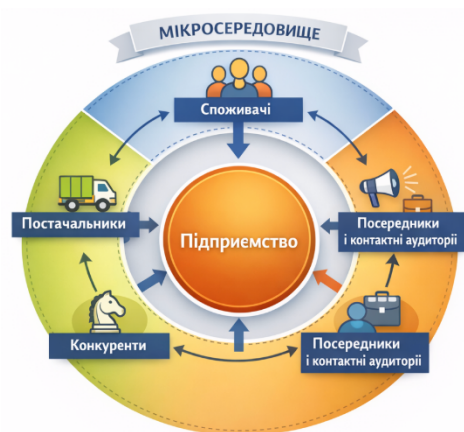 МІКРОСЕРЕДОВИЩЕ
Споживачі
Постачальники
Підприємство
Посередники
і контактні аудиторії
Конкуренти
Посередники
і контактні аудиторії